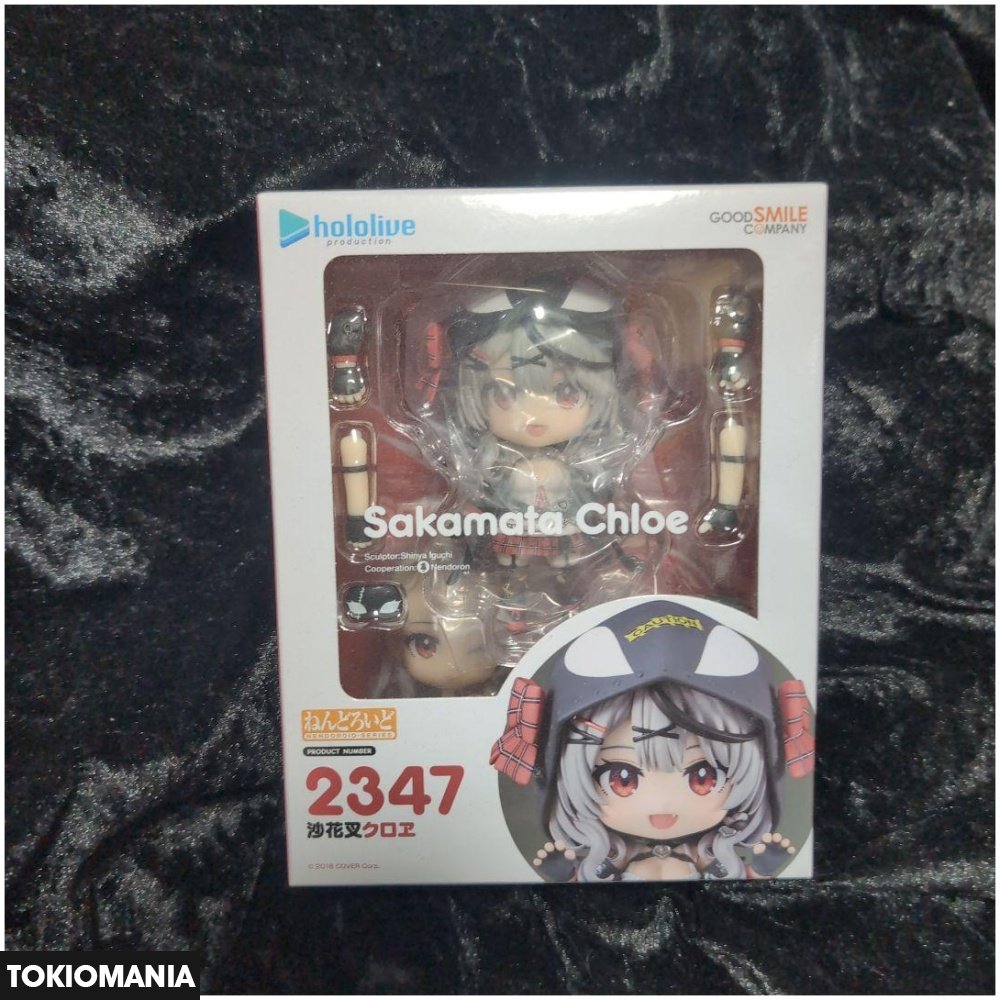 hololive
production
GOOD SMILE
COMPANY
Sakamata Chloe
Sculptor:Shinya Iguchi
Cooperation: Nendoron
CAUTION
ねんどろいど
NENDOROID SERIES
PRODUCT NUMBER
2347
沙花叉クロヱ
© 2016 COVER Corp.
TOKIOMANIA